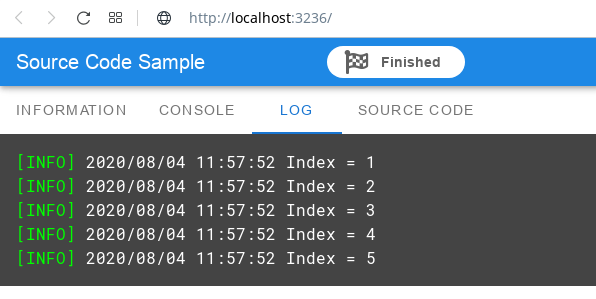 http://localhost:3236/
Source Code Sample
Finished
INFORMATION CONSOLE LOG SOURCE CODE
[INFO] 2020/08/04 11:57:52 Index = 1
[INFO] 2020/08/04 11:57:52 Index = 2
[INFO] 2020/08/04 11:57:52 Index = 3
[INFO] 2020/08/04 11:57:52 Index = 4
[INFO] 2020/08/04 11:57:52 Index = 5